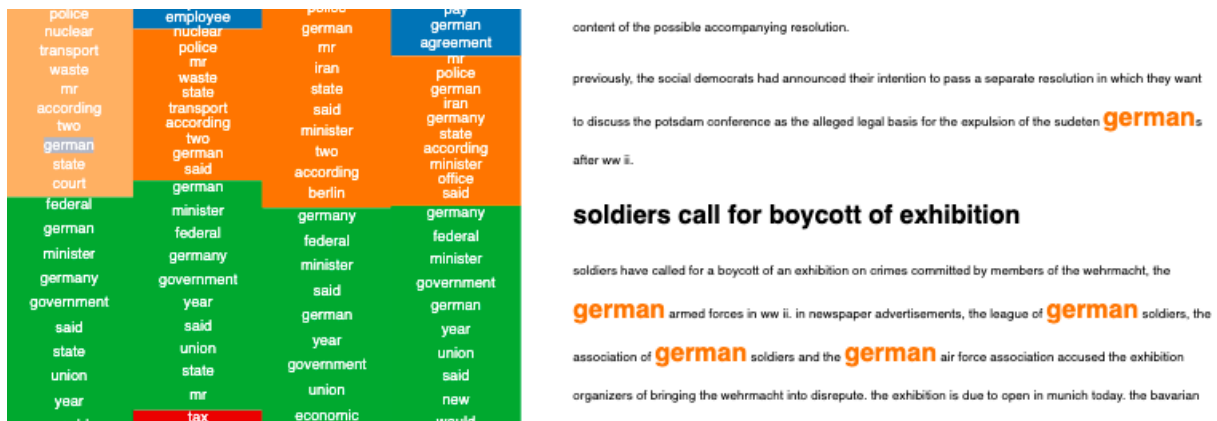 police
nuclear
transport
waste
mr
according
two
german
state
court
federal
german
minister
germany
government
said
state
union
year
employee
nuclear
police
mr
waste
state
transport
according
two
german
said
german
minister
federal
germany
government
year
said
union
state
mr
tax
police
german
mr
iran
state
said
minister
two
according
berlin
germany
federal
minister
said
german
year
government
union
economic
pay
german
agreement
mr
police
german
iran
germany
state
according
minister
office
said
germany
federal
minister
government
german
year
union
said
new
would
content of the possible accompanying resolution.
previously, the social democrats had announced their intention to pass a separate resolution in which they want
to discuss the potsdam conference as the alleged legal basis for the expulsion of the sudeten germans
after ww ii.
soldiers call for boycott of exhibition
soldiers have called for a boycott of an exhibition on crimes committed by members of the wehrmacht, the
german armed forces in ww ii. in newspaper advertisements, the league of german soldiers, the
association of german soldiers and the german air force association accused the exhibition
organizers of bringing the wehrmacht into disrepute. the exhibition is due to open in munich today. the bavarian